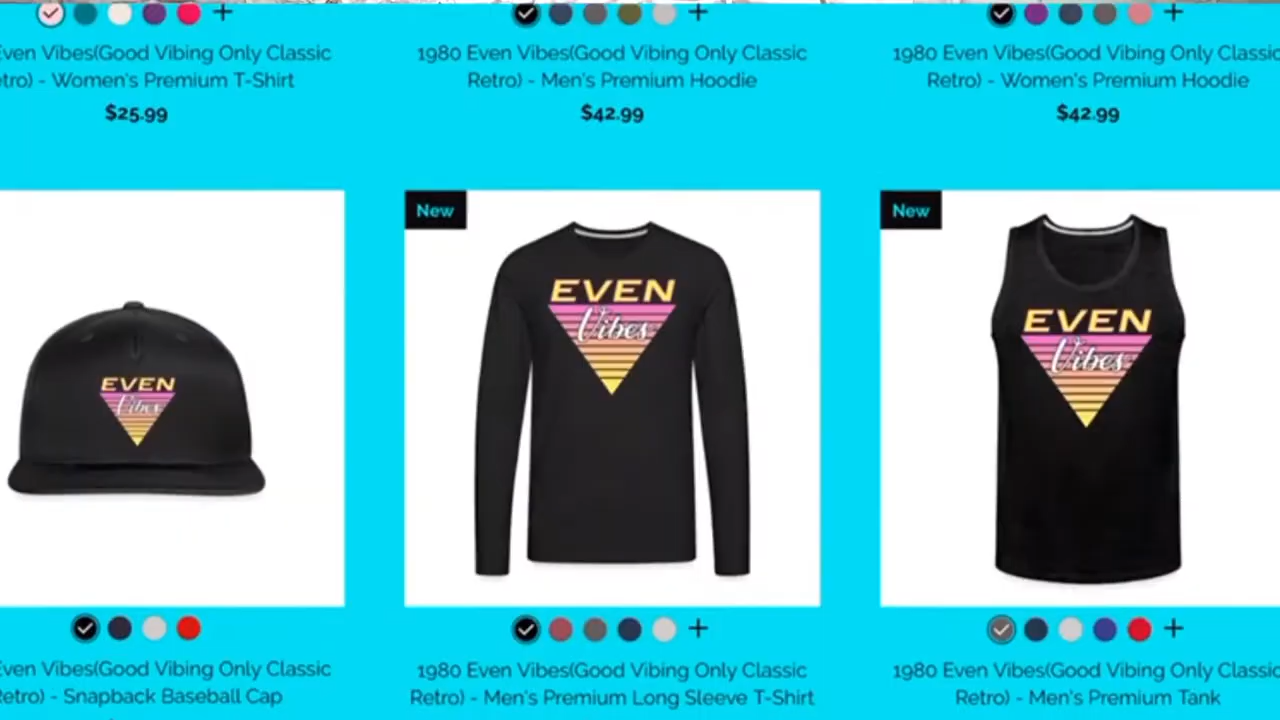 Even Vibes(Good Vibing Only Classic
etro) - Women's Premium T-Shirt
$25.99
1980 Even Vibes(Good Vibing Only Classic
Retro) - Men's Premium Hoodie
$42.99
1980 Even Vibes(Good Vibing Only Classic
Retro) - Women's Premium Hoodie
$42.99
EVEN
Vibes
New
EVEN
Vibes
New
EVEN
Vibes
Even Vibes(Good Vibing Only Classic
Retro) - Snapback Baseball Cap
1980 Even Vibes(Good Vibing Only Classic
Retro) - Men's Premium Long Sleeve T-Shirt
1980 Even Vibes(Good Vibing Only Classic
Retro) - Men's Premium Tank